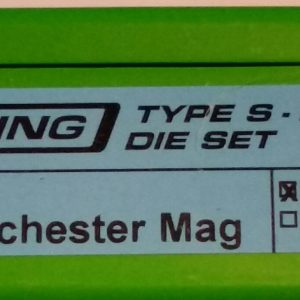 ING TYPE S -
DIE SET
chester Mag